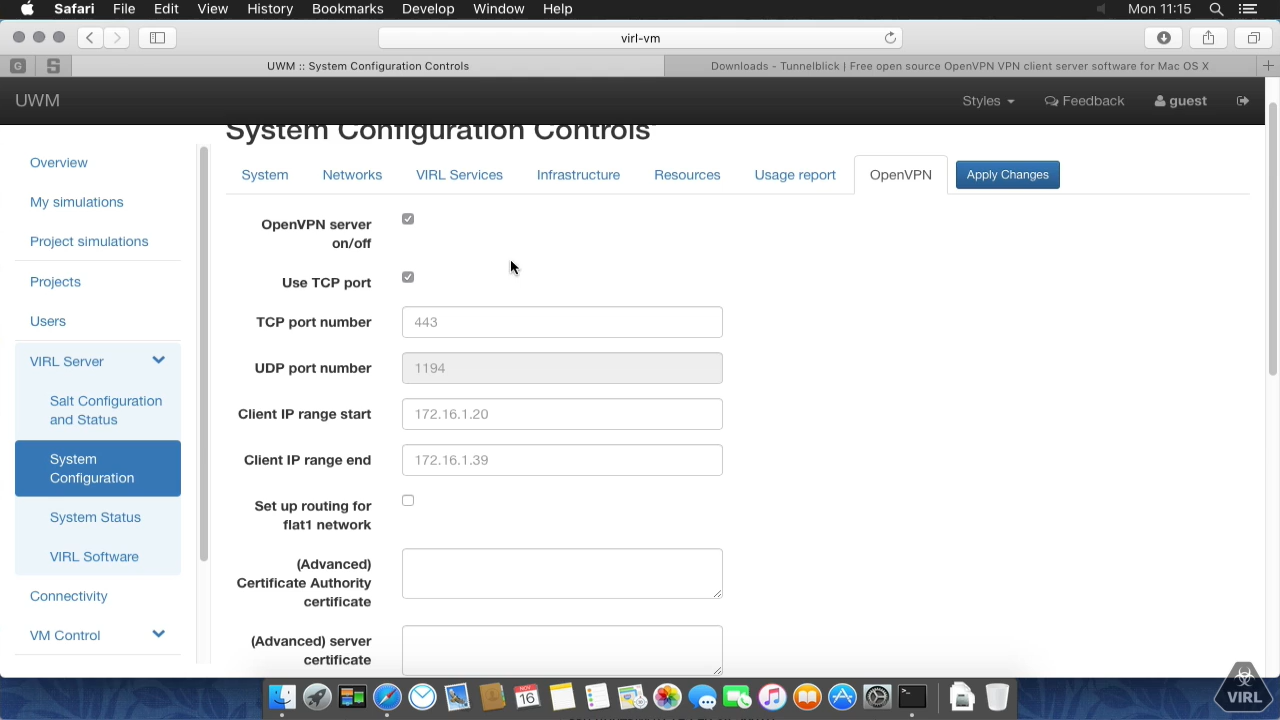 Safari File Edit View History Bookmarks Develop Window Help Mon 11:15
virl-vm
G S UWM :: System Configuration Controls Downloads - Tunnelblick | Free open source OpenVPN VPN client server software for Mac OS X
UWM Styles Feedback guest
System Configuration Controls
Overview
My simulations
Project simulations
Projects
Users
VIRL Server
Salt Configuration
and Status
System
Configuration
System Status
VIRL Software
Connectivity
VM Control
System Networks VIRL Services Infrastructure Resources Usage report OpenVPN Apply Changes
OpenVPN server
on/off
Use TCP port
TCP port number 443
UDP port number 1194
Client IP range start 172.16.1.20
Client IP range end 172.16.1.39
Set up routing for
flat1 network
(Advanced)
Certificate Authority
certificate
(Advanced) server
certificate
NOV
16
VIRL